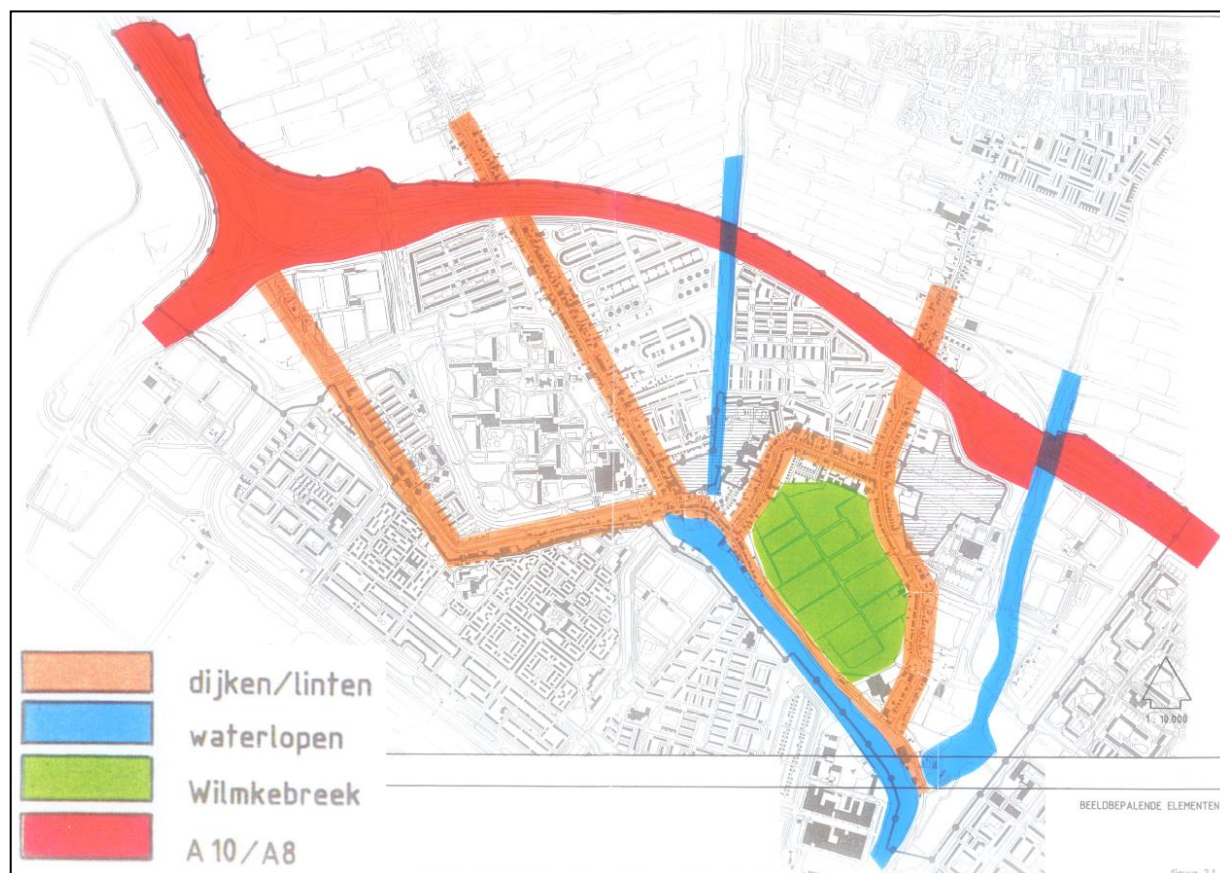 dijken/linten
waterlopen
Wilmkebreek
A 10/A8
1 : 10.000
BEELDBEPALENDE ELEMENTEN